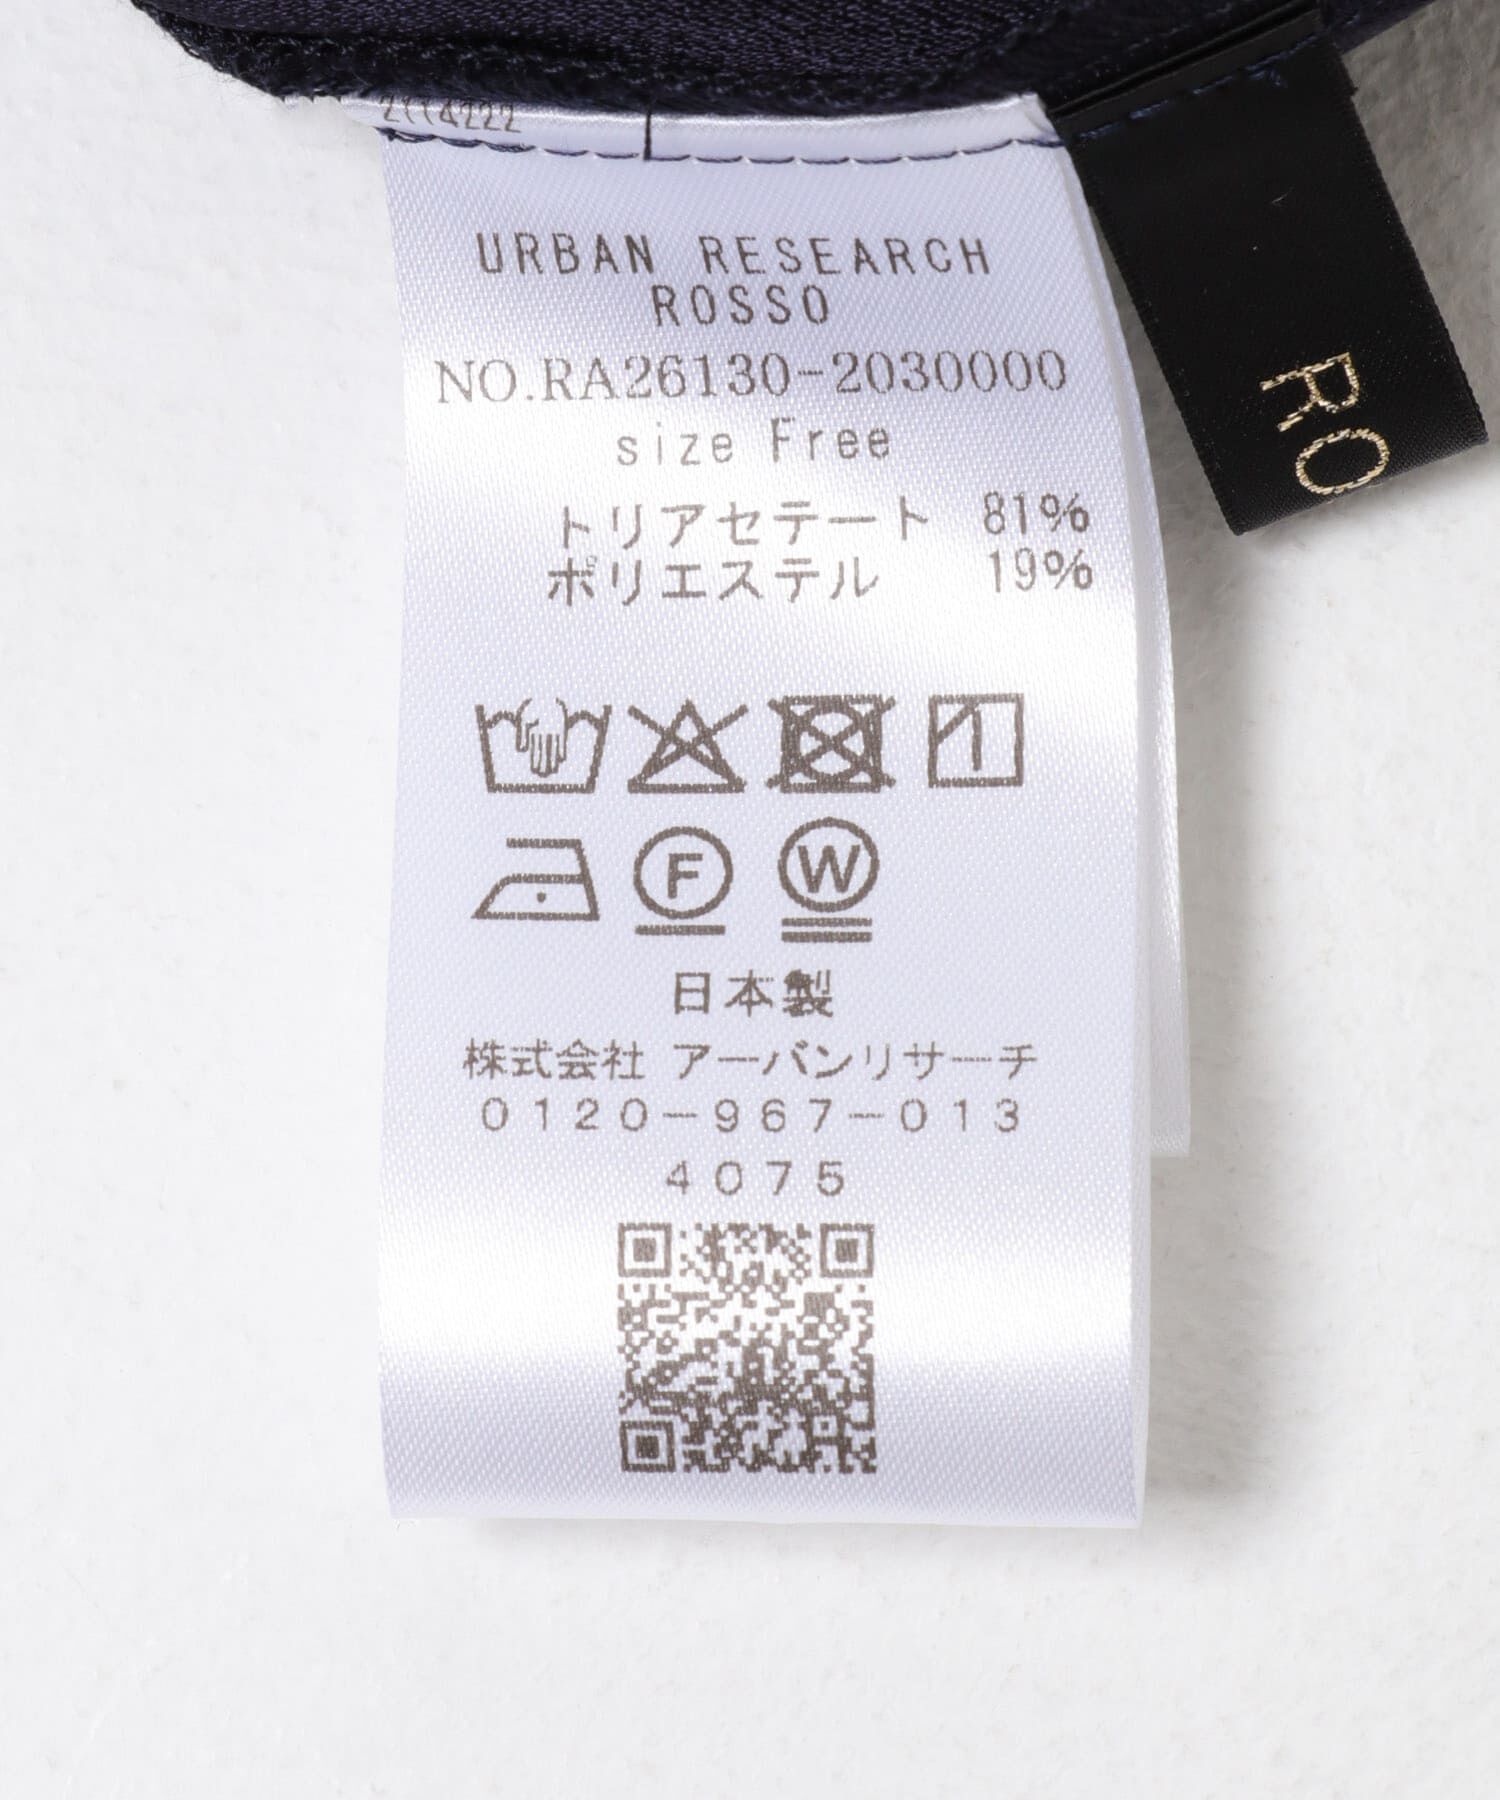 2114222
URBAN RESEARCH
ROSSO
NO.RA26130-2030000
size Free
トリアセテート 81%
ポリエステル 19%
F W
日本製
株式会社 アーバンリサーチ
0120-967-013
4075
RO